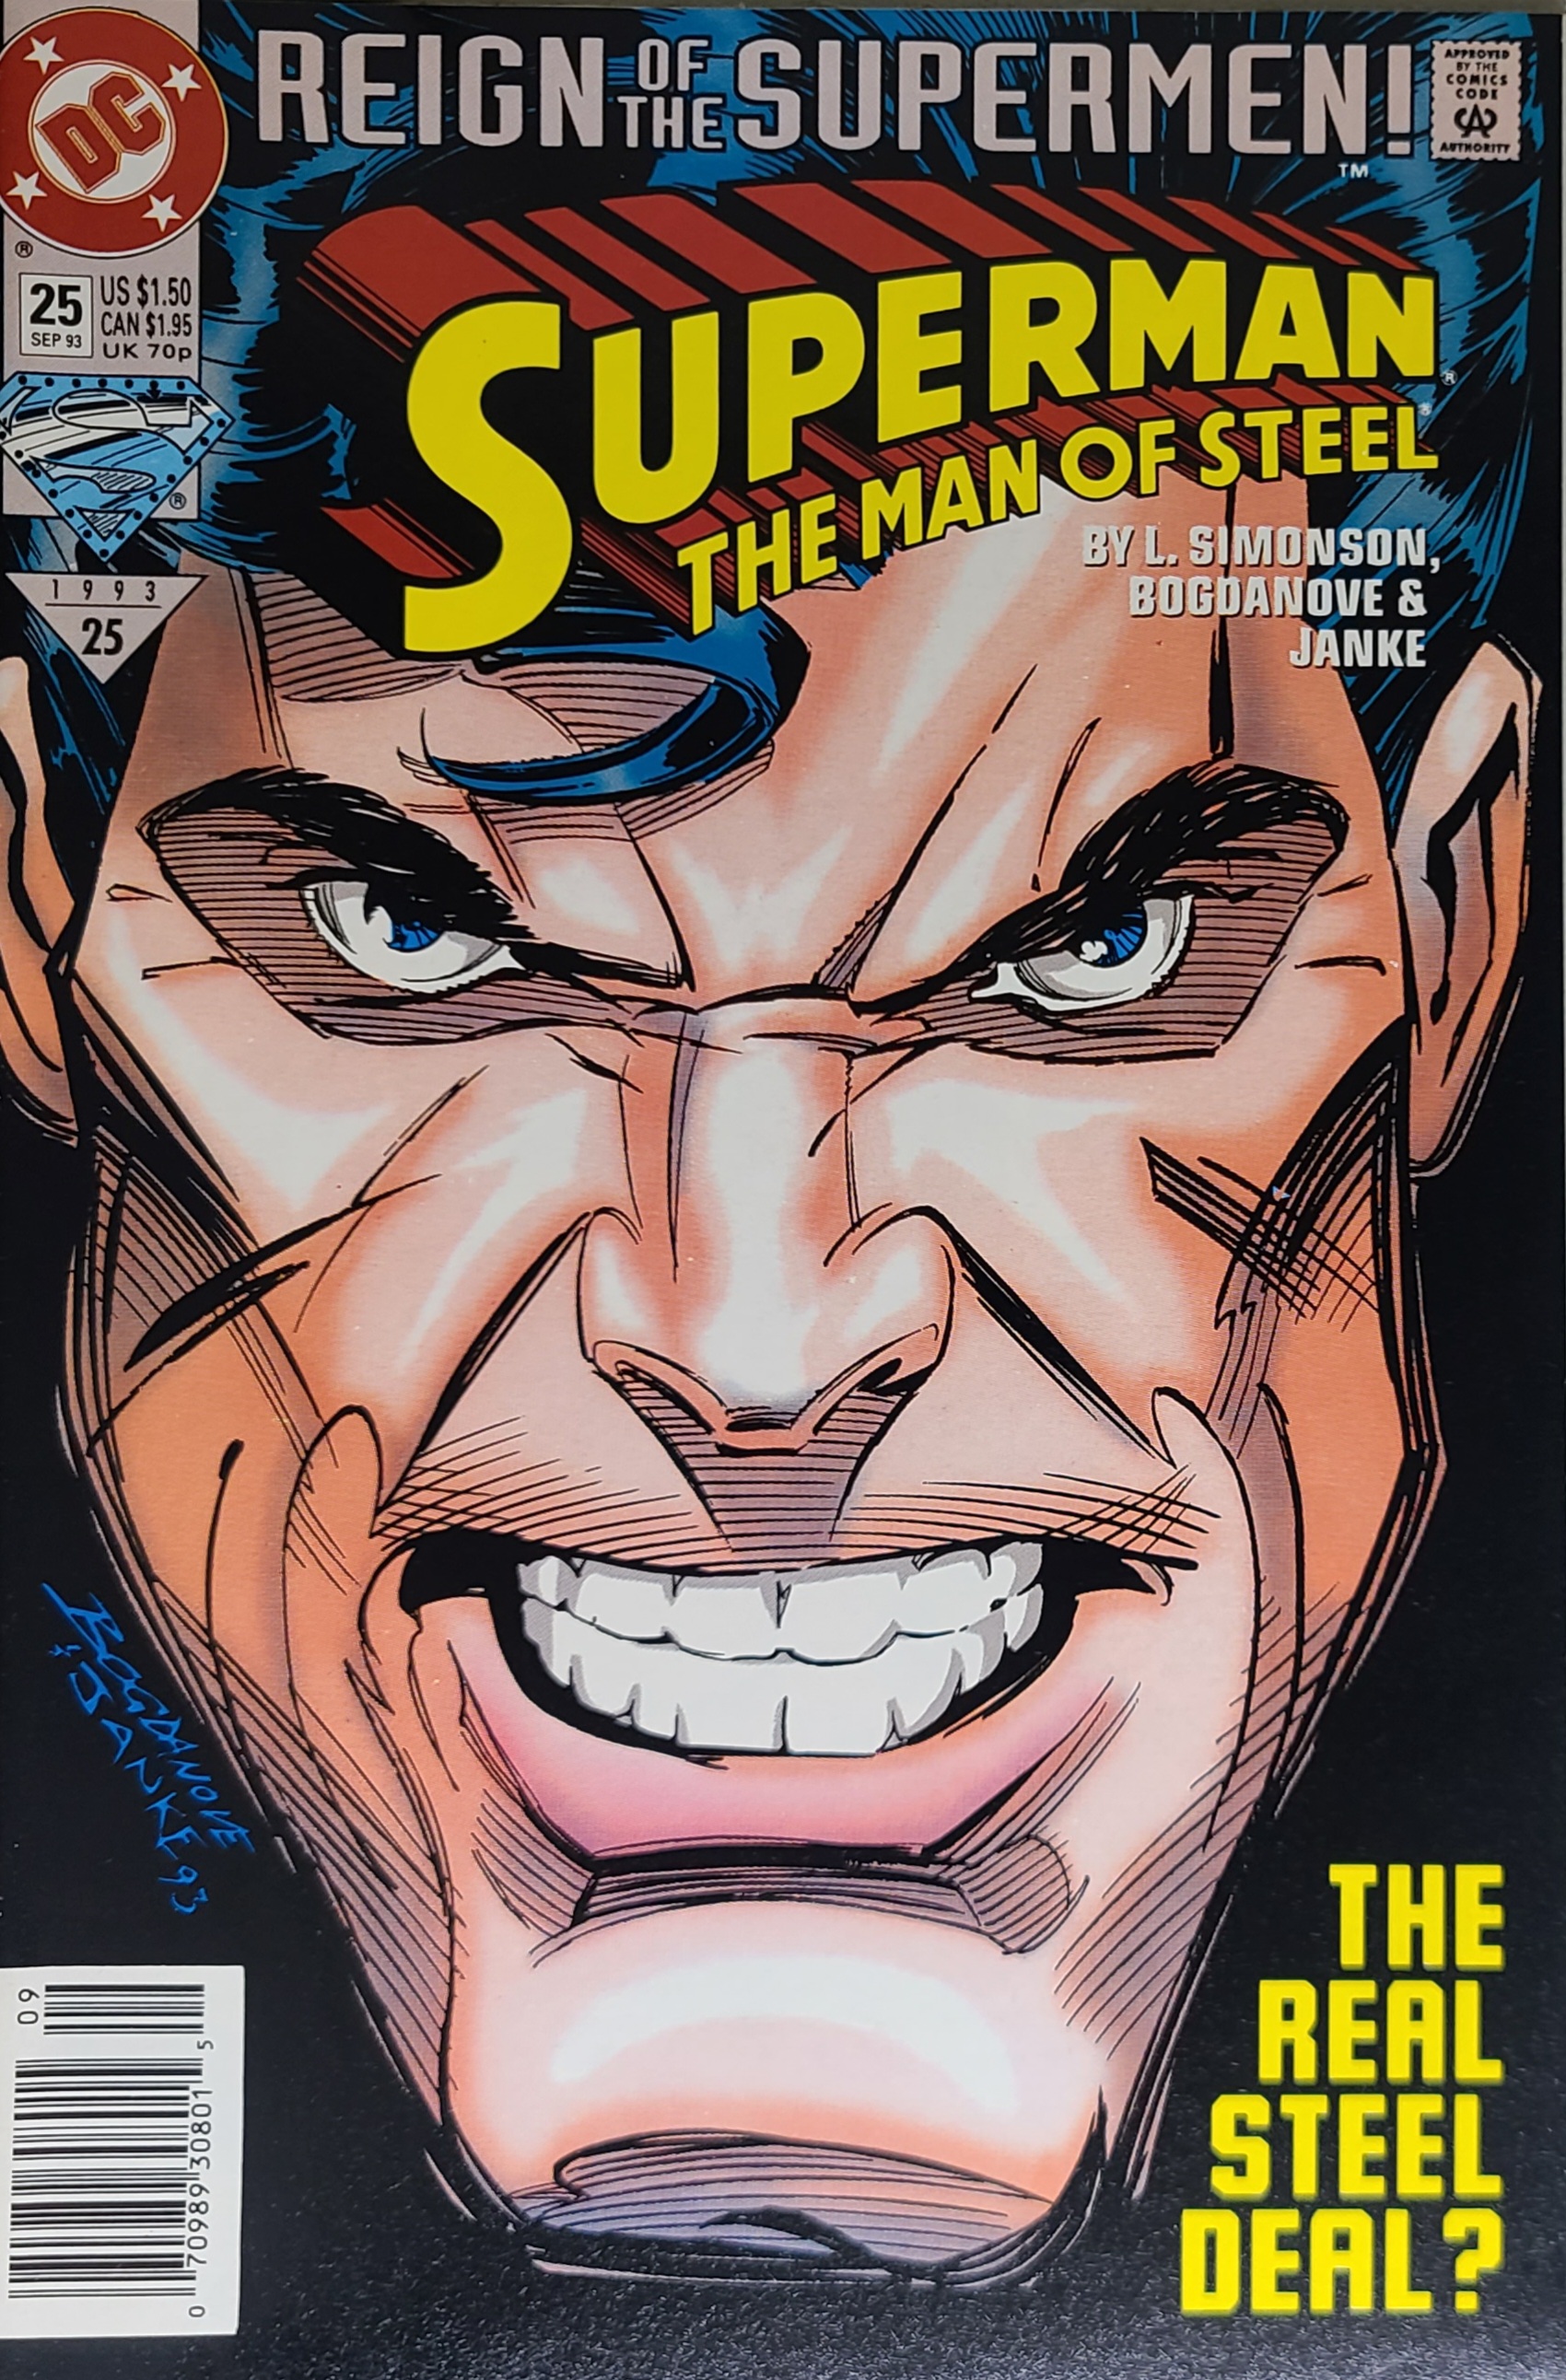 REIGN OF THE SUPERMEN!
TM
APPROVED
BY THE
COMICS
CODE
CA
AUTHORITY
DC
®
25
SEP 93
US $1.50
CAN $1.95
UK 70p
S
®
1993
25
SUPERMAN®
THE MAN OF STEEL®
BY L. SIMONSON,
BOGDANOVE &
JANKE
BOGDANOVE
& JANKE 93
THE
REAL
STEEL
DEAL?
09
0 70989 30801 5